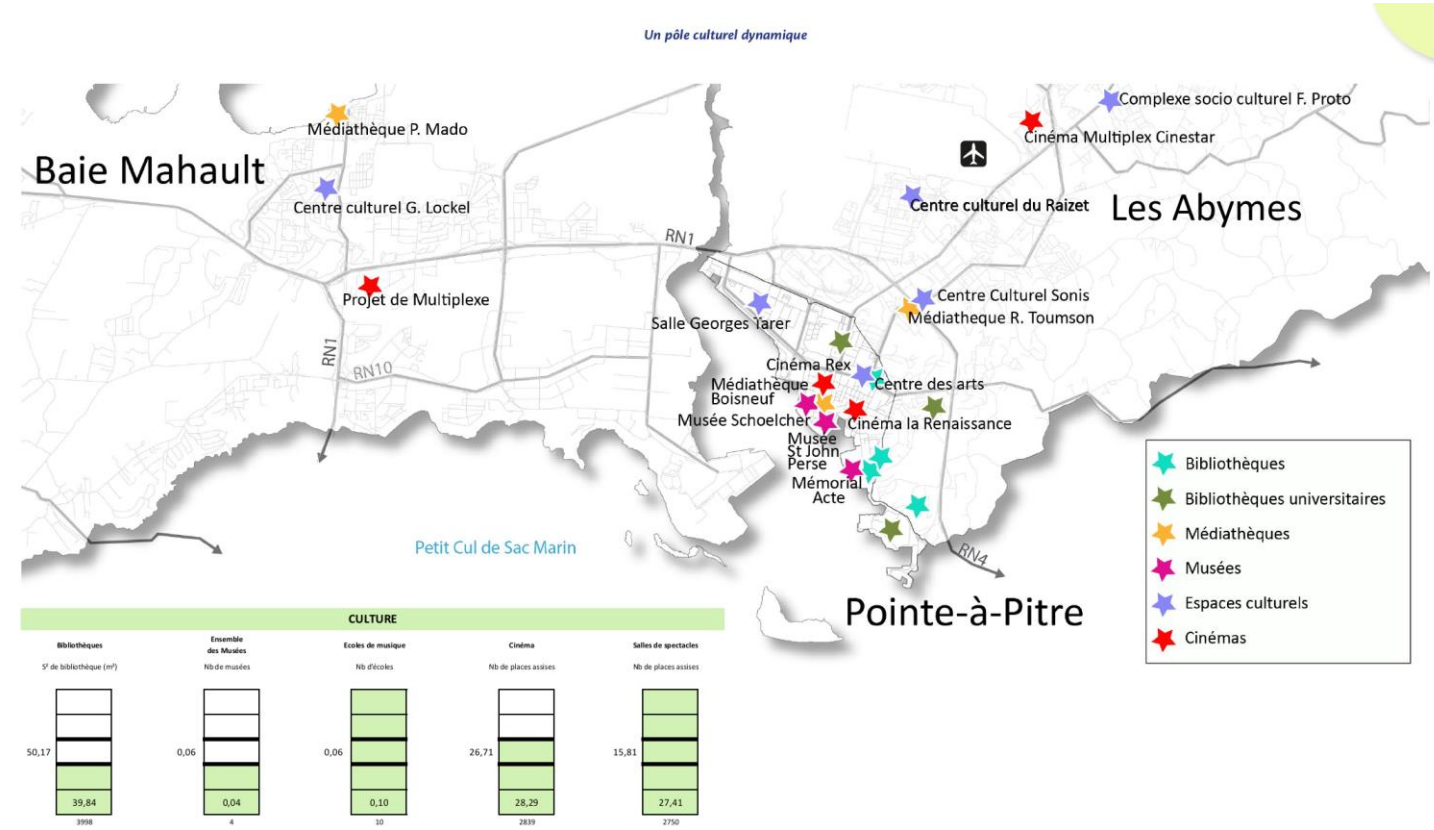 Un pôle culturel dynamique
Complexe socio culturel F. Proto
Médiathèque P. Mado
Cinéma Multiplex Cinestar
Baie Mahault
Centre culturel G. Lockel
Centre culturel du Raizet
Les Abymes
RN1
Projet de Multiplexe
Salle Georges Tarer
Centre Culturel Sonis
Médiatheque R. Toumson
RN1
RN10
Cinéma Rex
Médiathèque
Boisneuf
Centre des arts
Musée Schoelcher
Cinéma la Renaissance
Musée
St John
Perse
Mémorial
Acte
Petit Cul de Sac Marin
RN4
Pointe-à-Pitre
Bibliothèques
Bibliothèques universitaires
Médiathèques
Musées
Espaces culturels
Cinémas
CULTURE
Bibliothèques
S² de bibliothèque (m²)
50,17
39,84
3998
Ensemble
des Musées
Nb de musées
0,06
0,04
4
Ecoles de musique
Nb d'écoles
0,06
0,10
10
Cinéma
Nb de places assises
26,71
28,29
2839
Salles de spectacles
Nb de places assises
15,81
27,41
2750